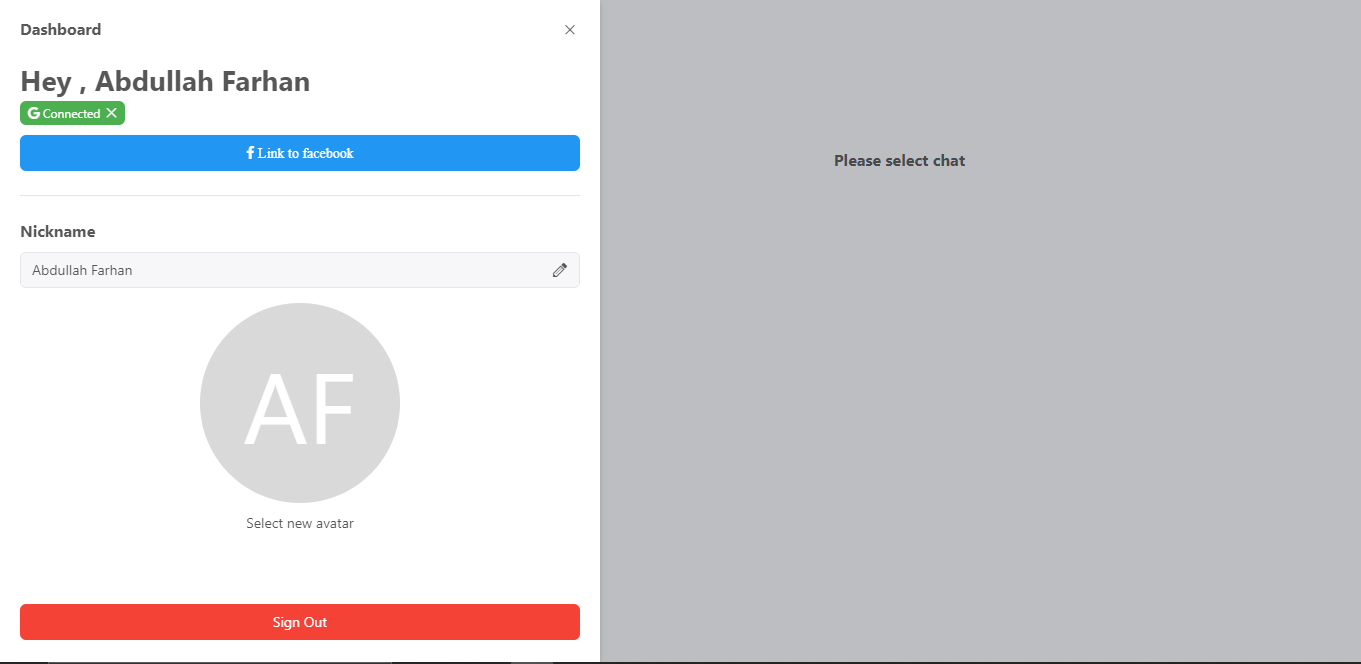 Dashboard
Hey , Abdullah Farhan
Connected
Link to facebook
Please select chat
Nickname
Abdullah Farhan
AF
Select new avatar
Sign Out